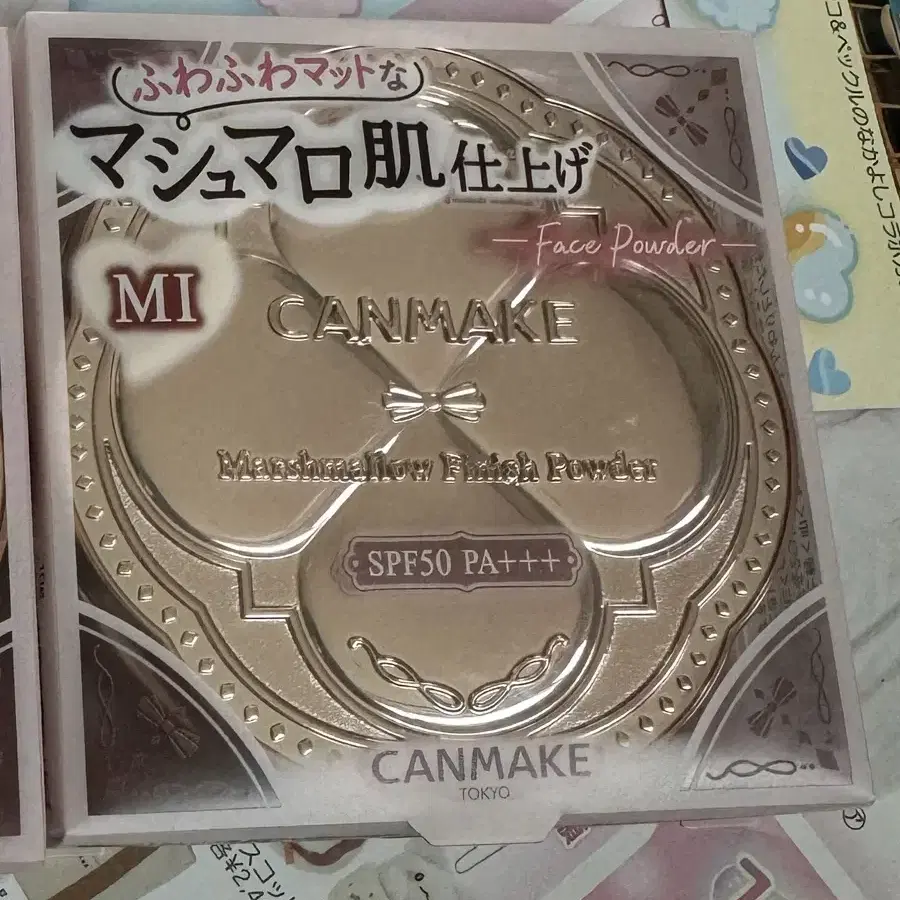 ふわふわマットな
マシュマロ肌仕上げ
Face Powder
MI
CANMAKE
Marshmallow Finish Powder
SPF50 PA+++
CANMAKE
TOKYO